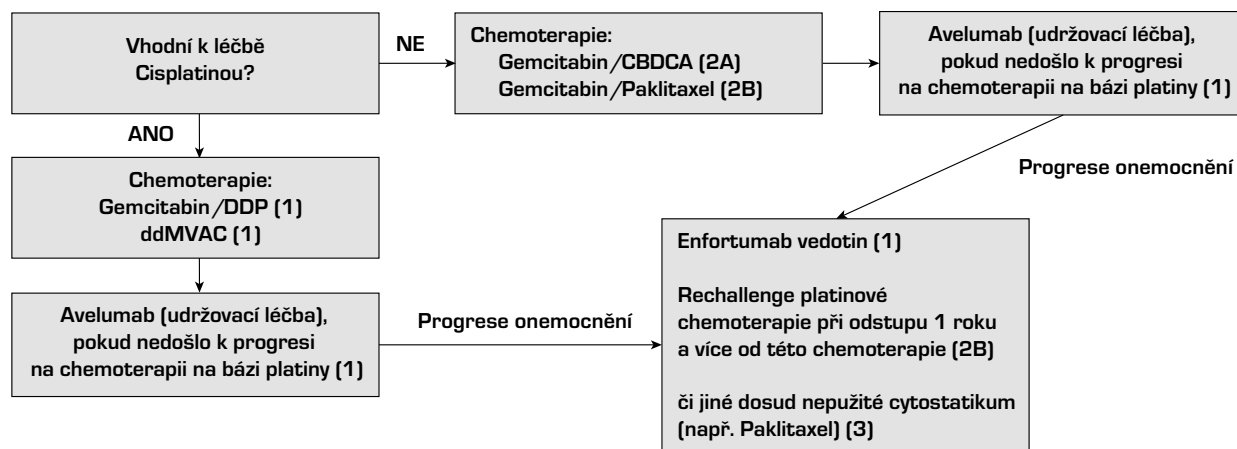 Vhodní k léčbě
Cisplatinou?
NE
Chemoterapie:
Gemcitabin/CBDCA (2A)
Gemcitabin/Paklitaxel (2B)
Avelumab (udržovací léčba),
pokud nedošlo k progresi
na chemoterapii na bázi platiny (1)
ANO
Chemoterapie:
Gemcitabin/DDP (1)
ddMVAC (1)
Progrese onemocnění
Avelumab (udržovací léčba),
pokud nedošlo k progresi
na chemoterapii na bázi platiny (1)
Progrese onemocnění
Enfortumab vedotin (1)
Rechallenge platinové
chemoterapie při odstupu 1 roku
a více od této chemoterapie (2B)
či jiné dosud nepužité cytostatikum
(např. Paklitaxel) (3)